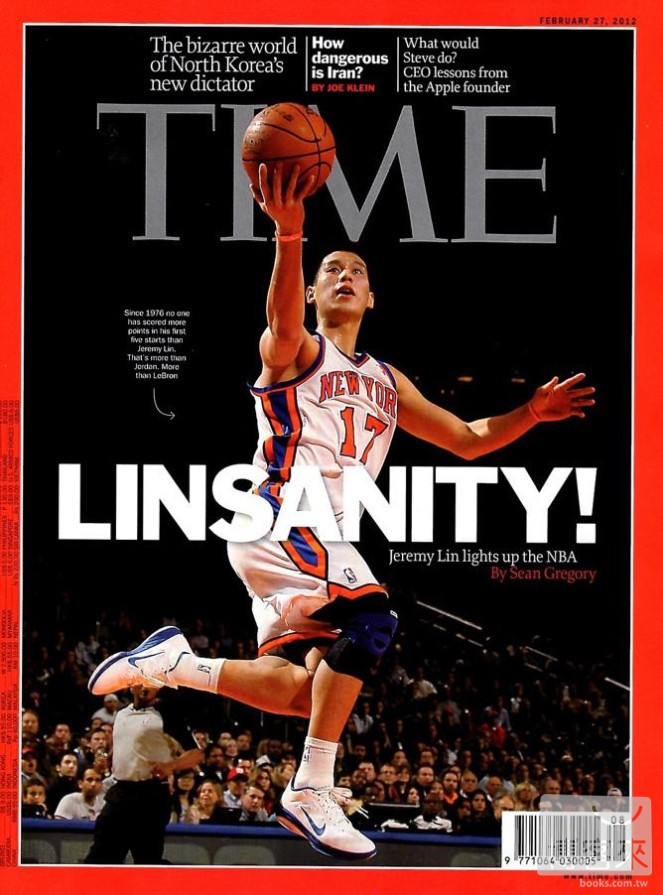 FEBRUARY 27, 2012
The bizarre world
of North Korea's
new dictator
How
dangerous
is Iran?
BY JOE KLEIN
What would
Steve do?
CEO lessons from
the Apple founder
TIME
Since 1976 no one
has scored more
points in his first
five starts than
Jeremy Lin.
That's more than
Jordan. More
than LeBron
NEW YORK
17
LINSANITY!
Jeremy Lin lights up the NBA
By Sean Gregory
08
9 771064 030005
www.time.com
books.com.tw